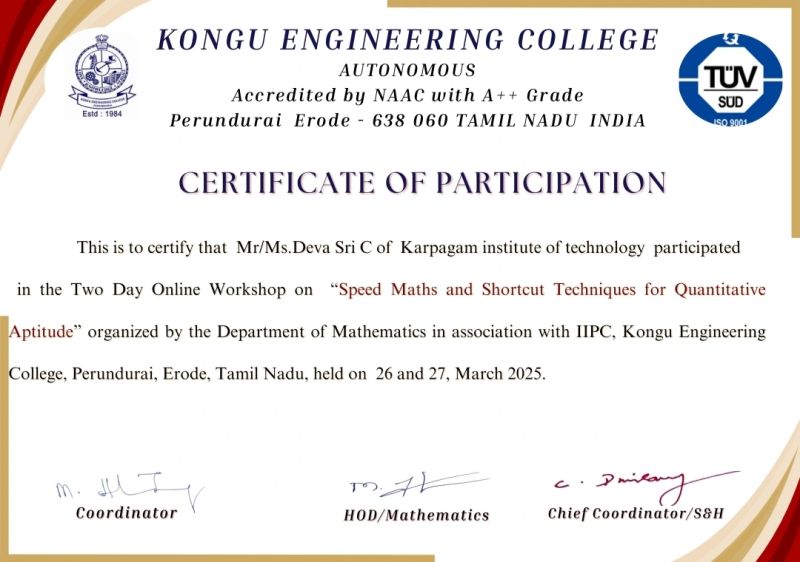 KONGU ENGINEERING COLLEGE
AUTONOMOUS
Accredited by NAAC with A++ Grade
Perundurai Erode - 638 060 TAMIL NADU INDIA
KONGU ENGINEERING COLLEGE
Estd : 1984
TÜV
SÜD
ISO 9001
CERTIFICATE OF PARTICIPATION
This is to certify that Mr/Ms.Deva Sri C of Karpagam institute of technology participated
in the Two Day Online Workshop on “Speed Maths and Shortcut Techniques for Quantitative
Aptitude” organized by the Department of Mathematics in association with IIPC, Kongu Engineering
College, Perundurai, Erode, Tamil Nadu, held on 26 and 27, March 2025.
Coordinator
HOD/Mathematics
Chief Coordinator/S&H